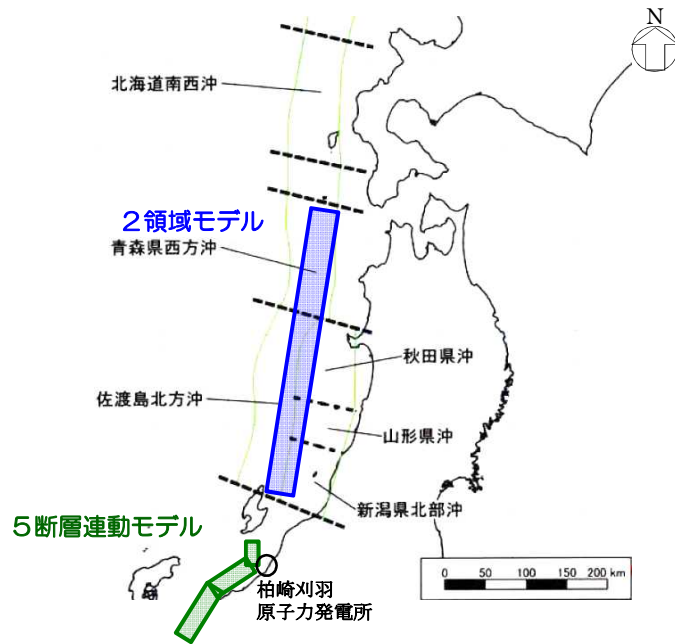 N
北海道南西沖
2領域モデル
青森県西方沖
秋田県沖
佐渡島北方沖
山形県沖
新潟県北部沖
5断層連動モデル
柏崎刈羽
原子力発電所
0 50 100 150 200 km